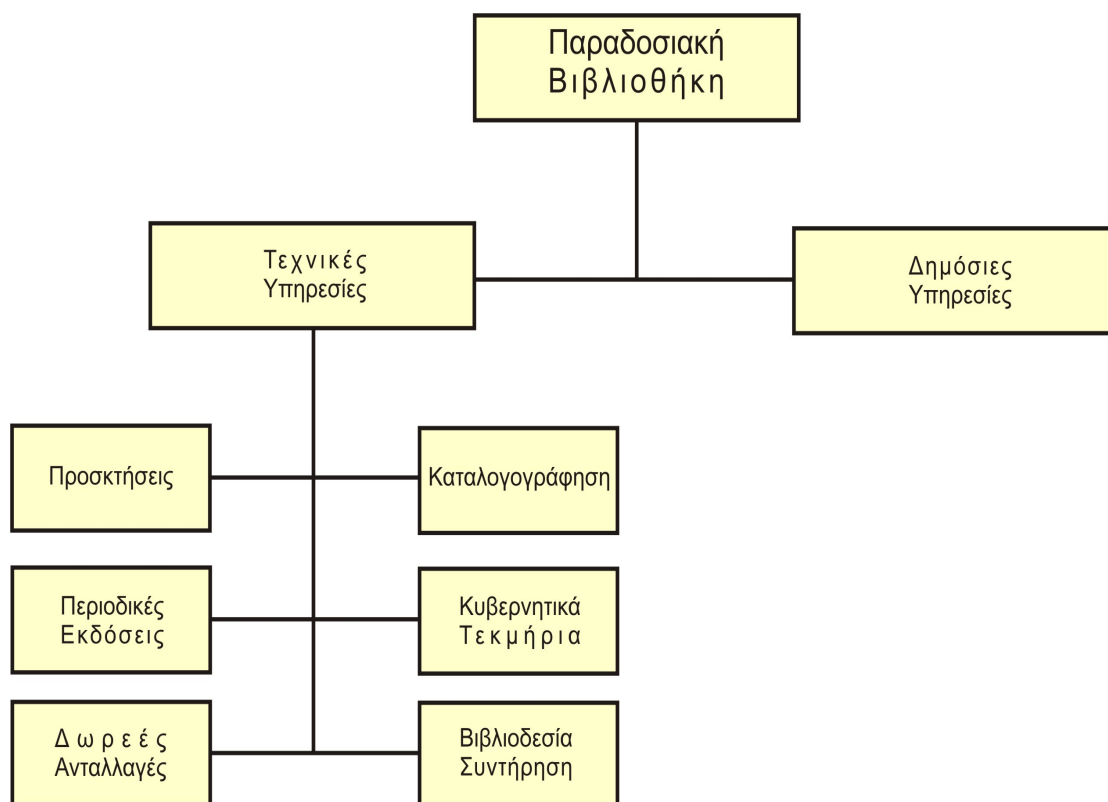 Παραδοσιακή
Βιβλιοθήκη
Τεχνικές
Υπηρεσίες
Δημόσιες
Υπηρεσίες
Προσκτήσεις
Καταλογογράφηση
Περιοδικές
Εκδόσεις
Κυβερνητικά
Τεκμήρια
Δωρεές
Ανταλλαγές
Βιβλιοδεσία
Συντήρηση